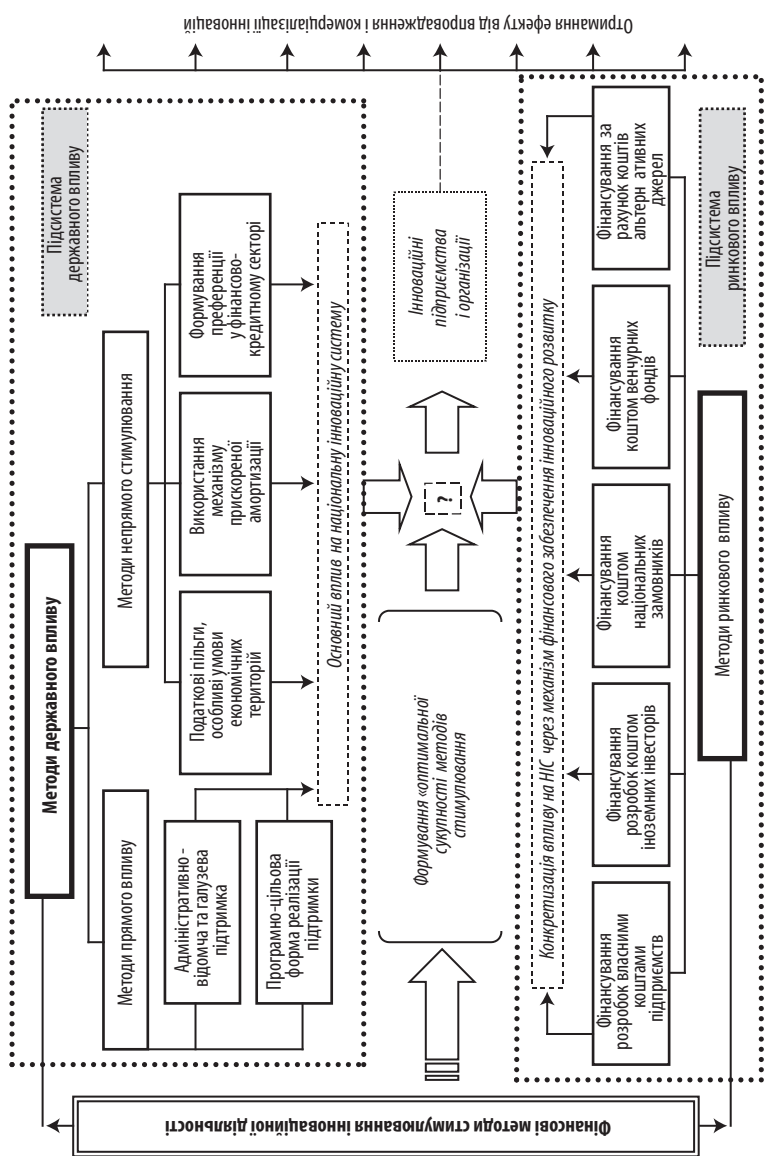 Фінансові методи стимулювання інноваційної діяльності
Методи державного впливу
Підсистема
державного впливу
Методи прямого впливу
Методи непрямого стимулювання
Адміністративно-
відомча та галузева
підтримка
Програмно-цільова
форма реалізації
підтримки
Податкові пільги,
особливі умови
економічних
територій
Використання
механізму
прискореної
амортизації
Формування
преференції
у фінансово-
кредитному секторі
Основний вплив на національну інноваційну систему
Формування «оптимальної
сукупності методів
стимулювання
?
Інноваційні
підприємства
і організації
Конкретизація впливу на НІС через механізм фінансового забезпечення інноваційного розвитку
Фінансування
розробок власними
коштами
підприємств
Фінансування
розробок коштом
іноземних інвесторів
Фінансування
коштом
національних
замовників
Фінансування
коштом венчурних
фондів
Фінансування за
рахунок коштів
альтерн ативних
джерел
Методи ринкового впливу
Підсистема
ринкового впливу
Отримання ефекту від впровадження і комерціалізації інновацій